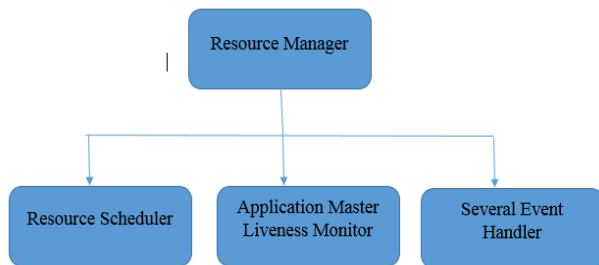 Resource Manager
Resource Scheduler
Application Master
Liveness Monitor
Several Event
Handler